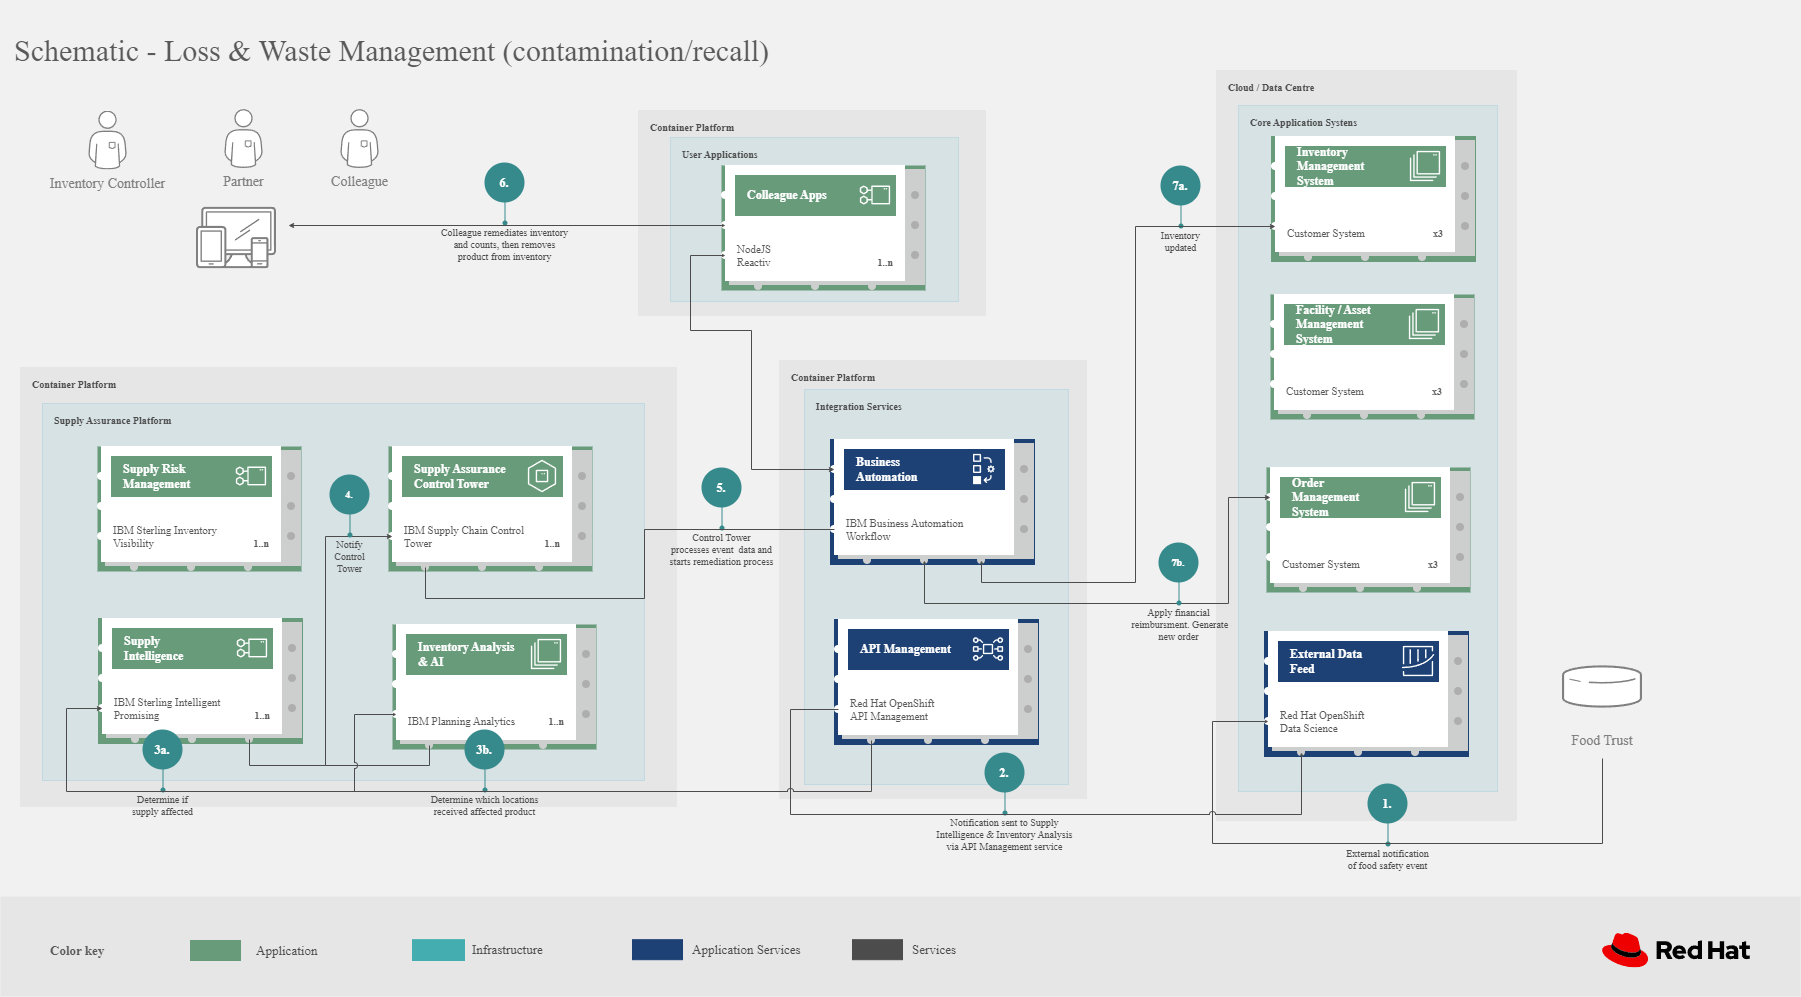 Schematic - Loss & Waste Management (contamination/recall)
Inventory Controller
Partner
Colleague
6.
Colleague remediates inventory
and counts, then removes
product from inventory
Container Platform
User Applications
Colleague Apps
NodeJS
Reactiv
1..n
7a.
Inventory
updated
Cloud / Data Centre
Core Application Systens
Inventory
Management
System
Customer System
x3
Facility / Asset
Management
System
Customer System
x3
Order
Management
System
Customer System
x3
External Data
Feed
Red Hat OpenShift
Data Science
Container Platform
Supply Assurance Platform
Supply Risk
Management
IBM Sterling Inventory
Visibility
1..n
4.
Notify
Control
Tower
Supply Assurance
Control Tower
IBM Supply Chain Control
Tower
1..n
Supply
Intelligence
IBM Sterling Intelligent
Promising
1..n
Inventory Analysis
& AI
IBM Planning Analytics
1..n
3a.
Determine if
supply affected
3b.
Determine which locations
received affected product
5.
Control Tower
processes event data and
starts remediation process
Container Platform
Integration Services
Business
Automation
IBM Business Automation
Workflow
API Management
Red Hat OpenShift
API Management
7b.
Apply financial
reimbursment. Generate
new order
2.
Notification sent to Supply
Intelligence & Inventory Analysis
via API Management service
1.
External notification
of food safety event
Food Trust
Color key
Application
Infrastructure
Application Services
Services
Red Hat